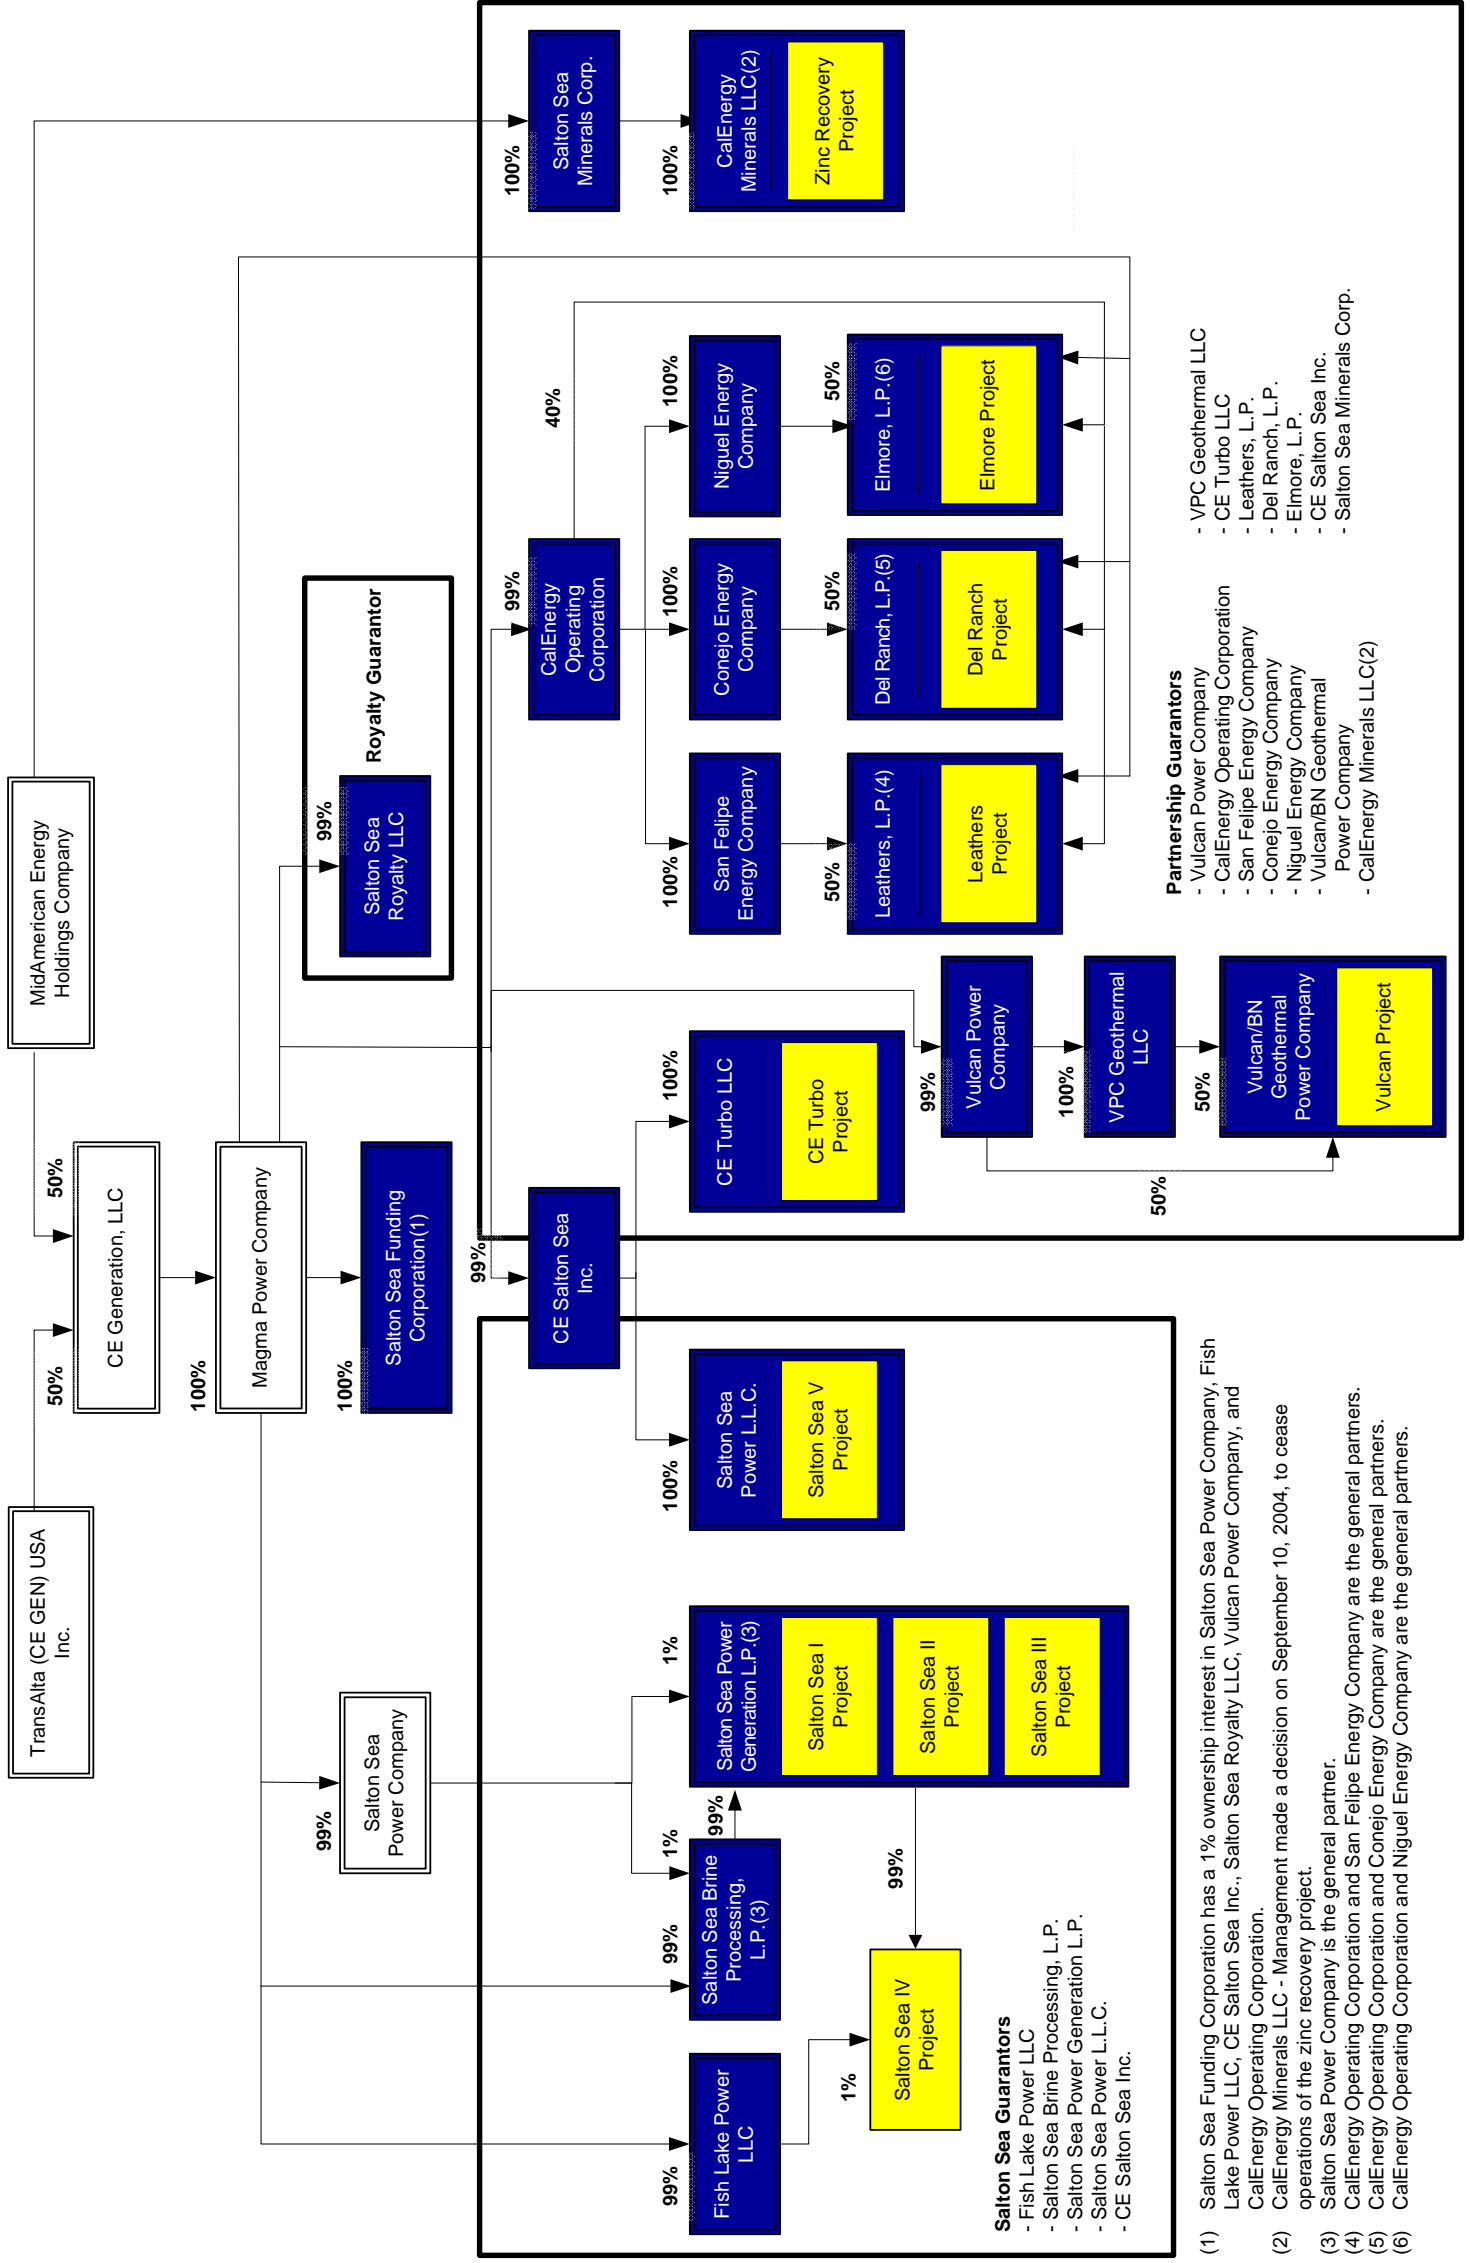 TransAlta (CE GEN) USA
Inc.
MidAmerican Energy
Holdings Company
50%
50%
CE Generation, LLC
100%
Magma Power Company
100%
Salton Sea Funding
Corporation(1)
99%
Salton Sea
Power Company
99%
Salton Sea
Royalty LLC
Royalty Guarantor
99%
Fish Lake Power
LLC
99%
1%
Salton Sea Brine
Processing,
L.P.(3)
99%
1%
Salton Sea Power
Generation L.P.(3)
Salton Sea I
Project
Salton Sea II
Project
Salton Sea III
Project
1%
99%
Salton Sea IV
Project
99%
CE Salton Sea
Inc.
100%
Salton Sea
Power L.L.C.
Salton Sea V
Project
100%
CE Turbo LLC
CE Turbo
Project
99%
Vulcan Power
Company
100%
VPC Geothermal
LLC
50%
50%
Vulcan/BN
Geothermal
Power Company
Vulcan Project
99%
CalEnergy
Operating
Corporation
40%
100%
San Felipe
Energy Company
100%
Conejo Energy
Company
100%
Niguel Energy
Company
50%
Leathers, L.P.(4)
Leathers
Project
50%
Del Ranch, L.P.(5)
Del Ranch
Project
50%
Elmore, L.P.(6)
Elmore Project
100%
Salton Sea
Minerals Corp.
100%
CalEnergy
Minerals LLC(2)
Zinc Recovery
Project
Salton Sea Guarantors
- Fish Lake Power LLC
- Salton Sea Brine Processing, L.P.
- Salton Sea Power Generation L.P.
- Salton Sea Power L.L.C.
- CE Salton Sea Inc.
Partnership Guarantors
- Vulcan Power Company
- CalEnergy Operating Corporation
- San Felipe Energy Company
- Conejo Energy Company
- Niguel Energy Company
- Vulcan/BN Geothermal
Power Company
- CalEnergy Minerals LLC(2)
- VPC Geothermal LLC
- CE Turbo LLC
- Leathers, L.P.
- Del Ranch, L.P.
- Elmore, L.P.
- CE Salton Sea Inc.
- Salton Sea Minerals Corp.
(1) Salton Sea Funding Corporation has a 1% ownership interest in Salton Sea Power Company, Fish
Lake Power LLC, CE Salton Sea Inc., Salton Sea Royalty LLC, Vulcan Power Company, and
CalEnergy Operating Corporation.
(2) CalEnergy Minerals LLC - Management made a decision on September 10, 2004, to cease
operations of the zinc recovery project.
(3) Salton Sea Power Company is the general partner.
(4) CalEnergy Operating Corporation and San Felipe Energy Company are the general partners.
(5) CalEnergy Operating Corporation and Conejo Energy Company are the general partners.
(6) CalEnergy Operating Corporation and Niguel Energy Company are the general partners.